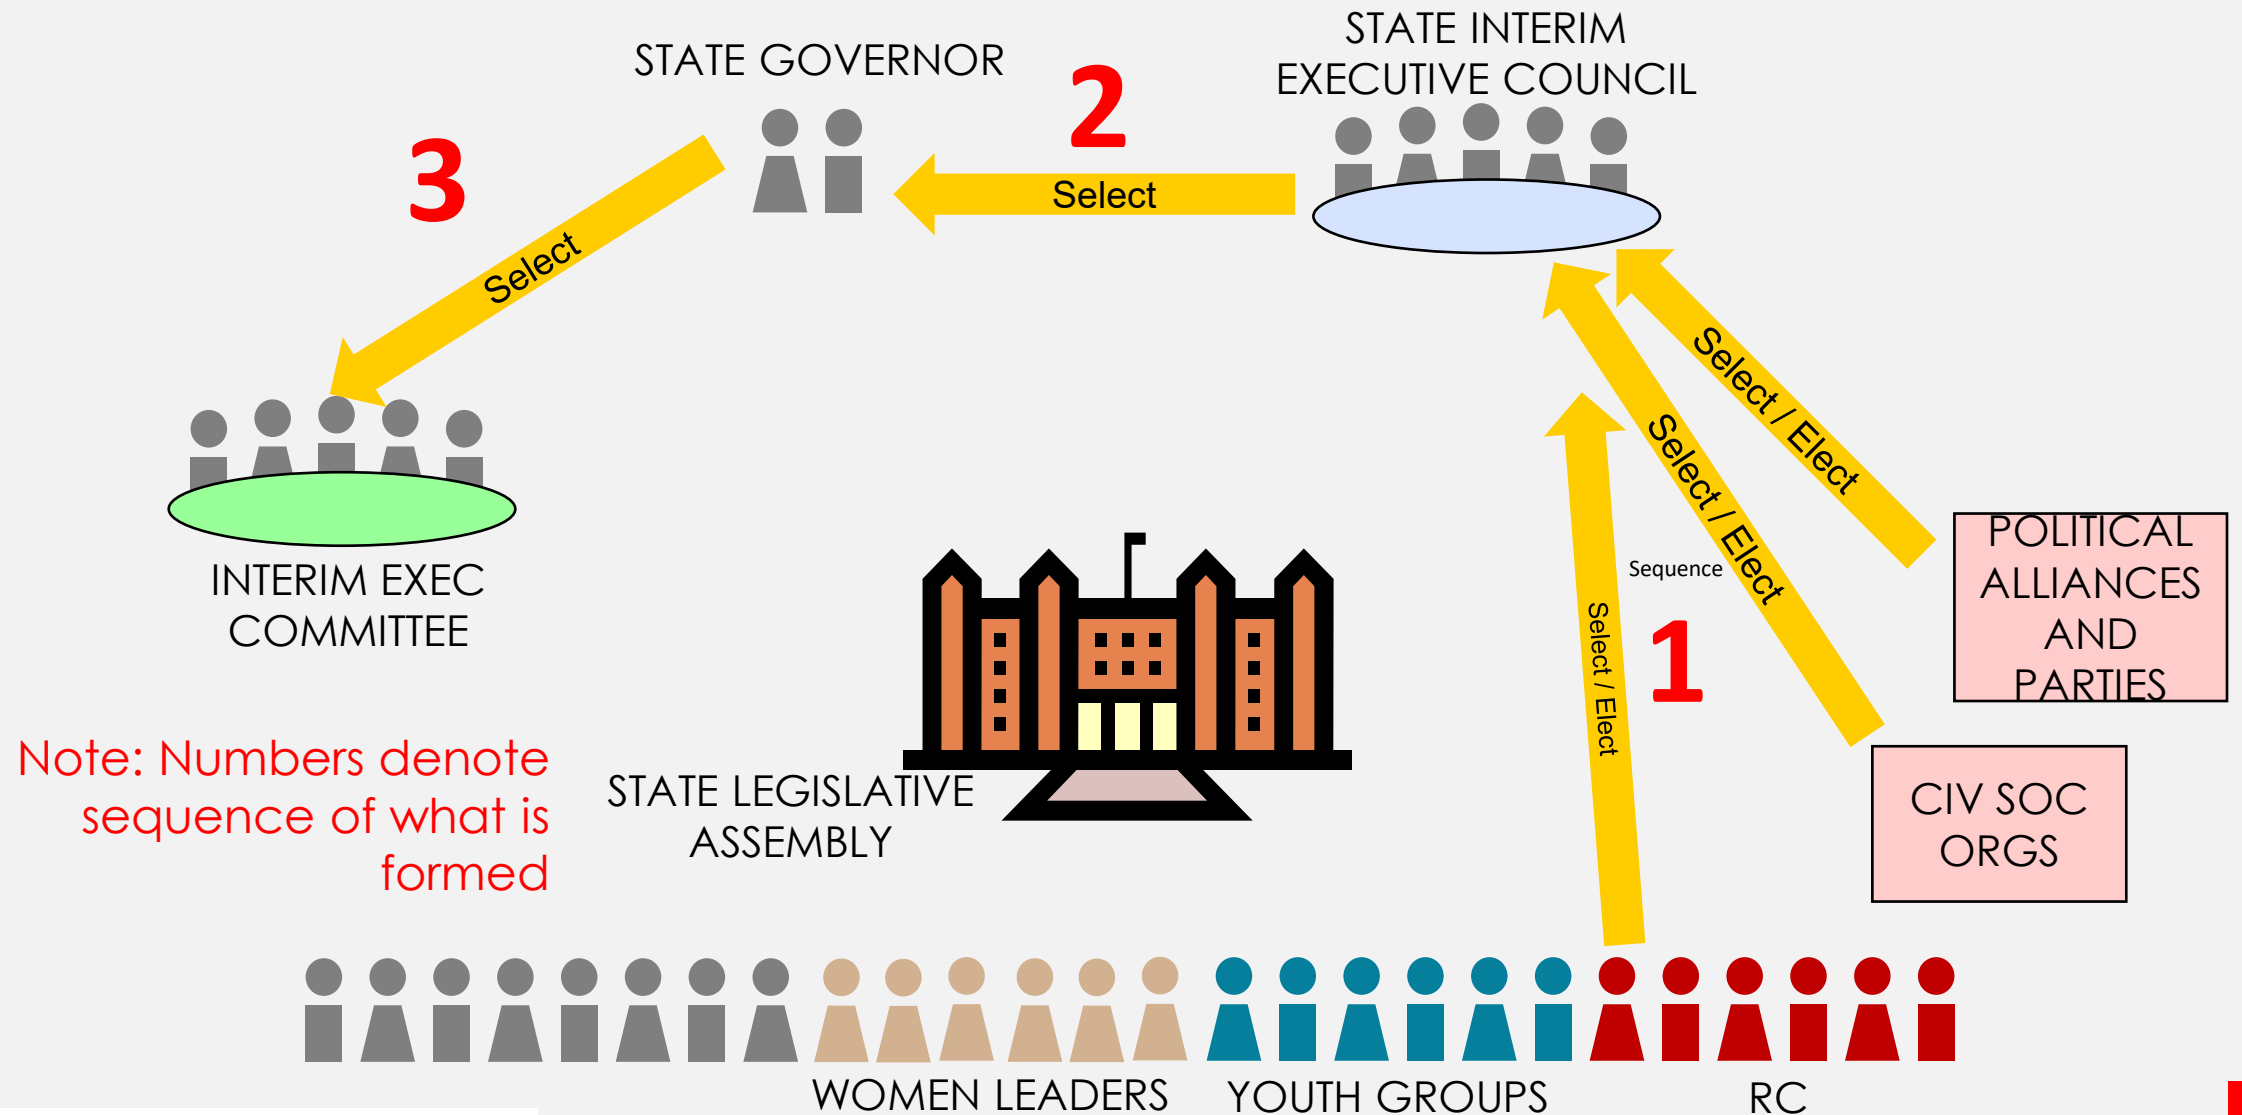 STATE GOVERNOR
2
STATE INTERIM
EXECUTIVE COUNCIL
3
Select
Select
Select / Elect
Select / Elect
Select / Elect
Sequence
1
POLITICAL
ALLIANCES
AND
PARTIES
INTERIM EXEC
COMMITTEE
Note: Numbers denote
sequence of what is
formed
STATE LEGISLATIVE
ASSEMBLY
CIV SOC
ORGS
WOMEN LEADERS
YOUTH GROUPS
RC